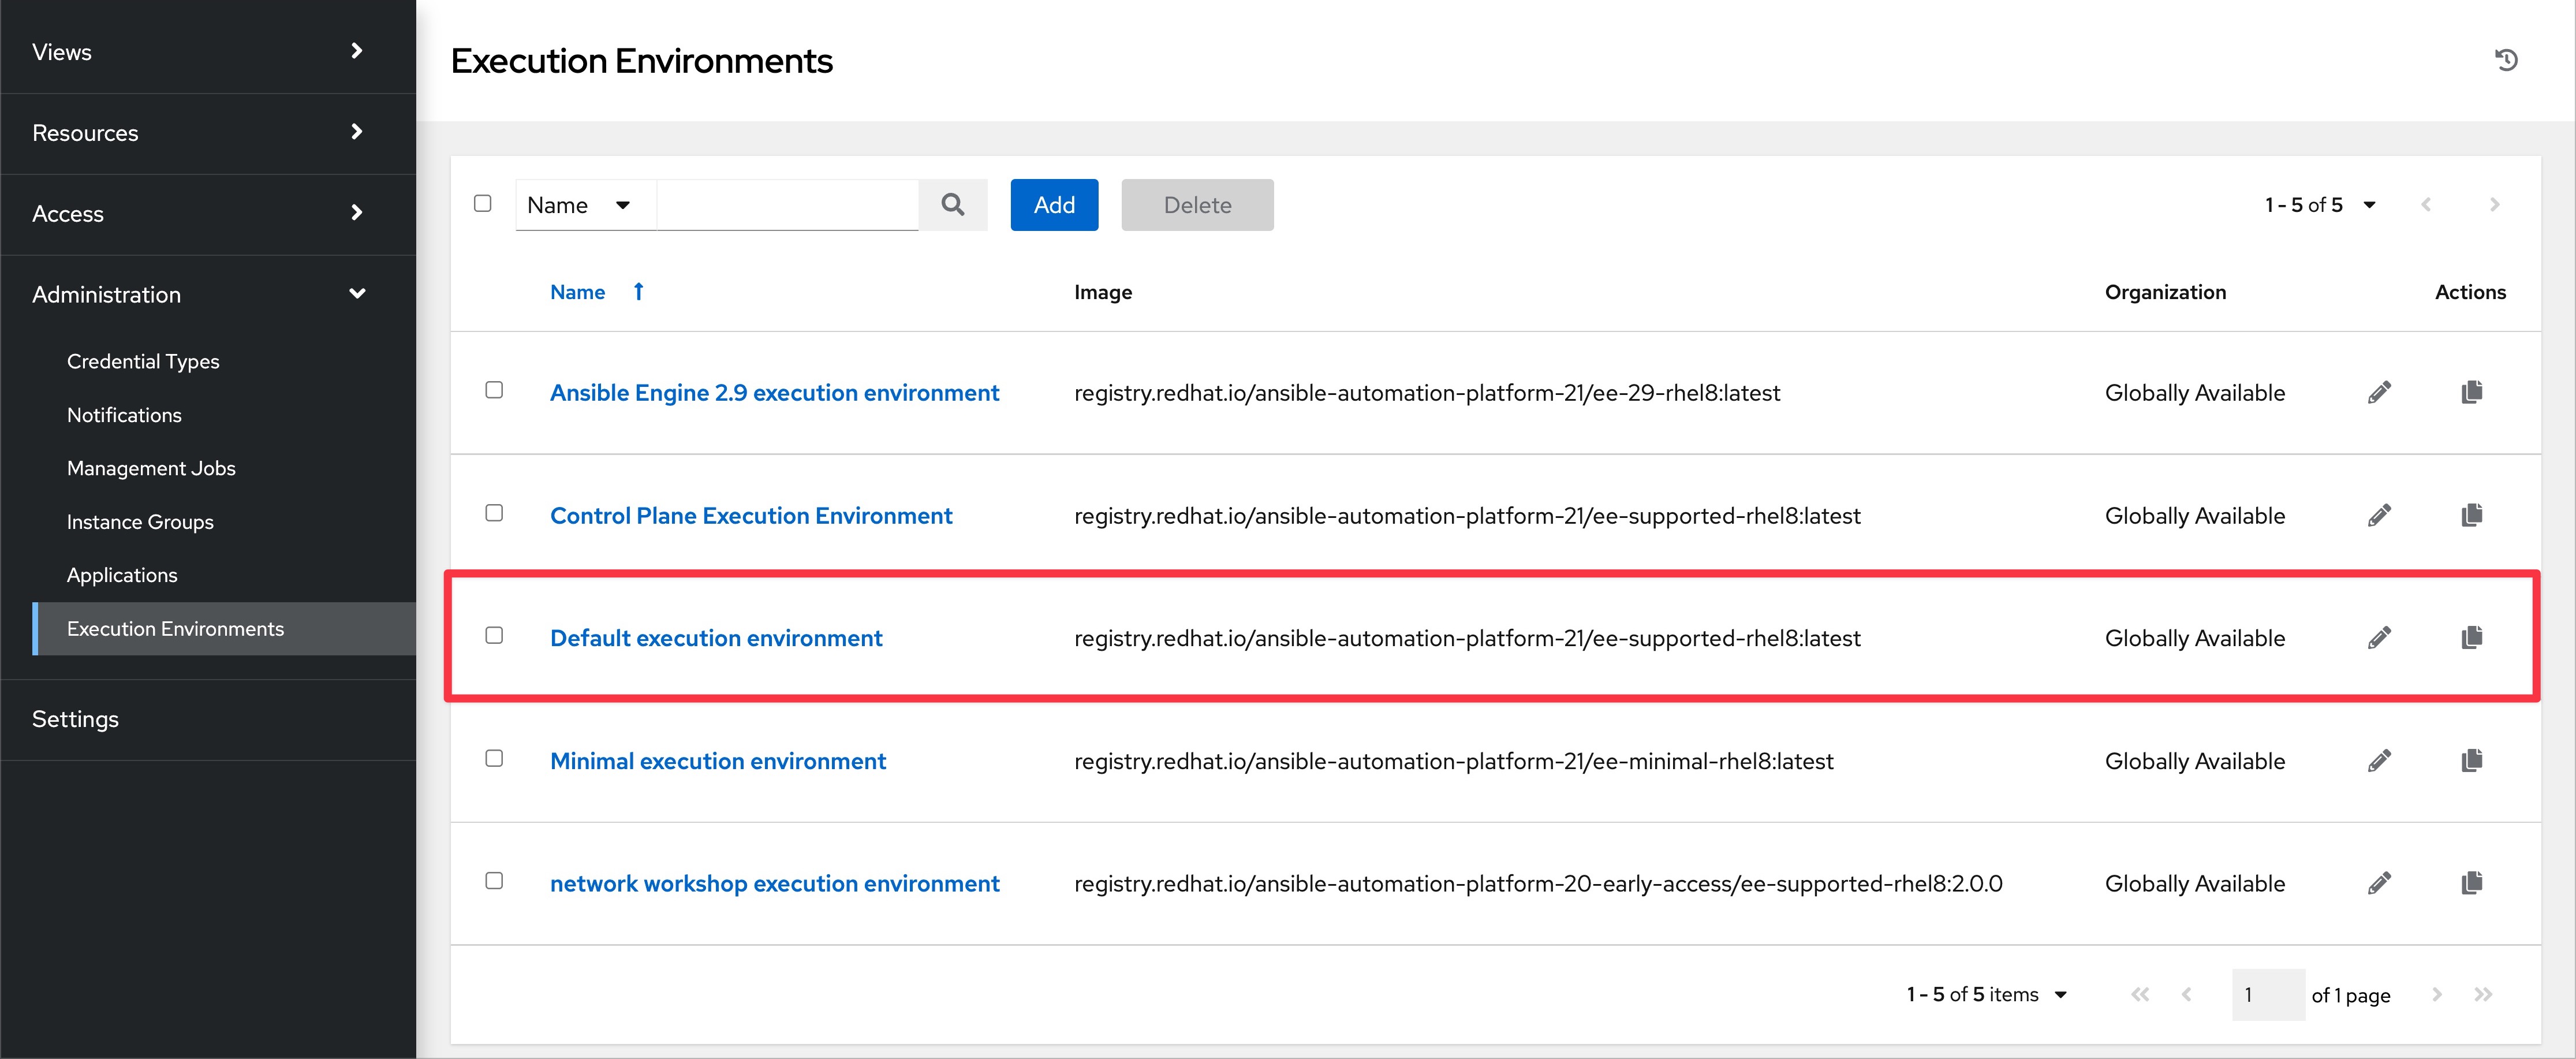 Views
Resources
Access
Administration
Credential Types
Notifications
Management Jobs
Instance Groups
Applications
Execution Environments
Settings
Execution Environments
Name Add Delete 1 - 5 of 5
Name Image Organization Actions
Ansible Engine 2.9 execution environment registry.redhat.io/ansible-automation-platform-21/ee-29-rhel8:latest Globally Available
Control Plane Execution Environment registry.redhat.io/ansible-automation-platform-21/ee-supported-rhel8:latest Globally Available
Default execution environment registry.redhat.io/ansible-automation-platform-21/ee-supported-rhel8:latest Globally Available
Minimal execution environment registry.redhat.io/ansible-automation-platform-21/ee-minimal-rhel8:latest Globally Available
network workshop execution environment registry.redhat.io/ansible-automation-platform-20-early-access/ee-supported-rhel8:2.0.0 Globally Available
1 - 5 of 5 items 1 of 1 page